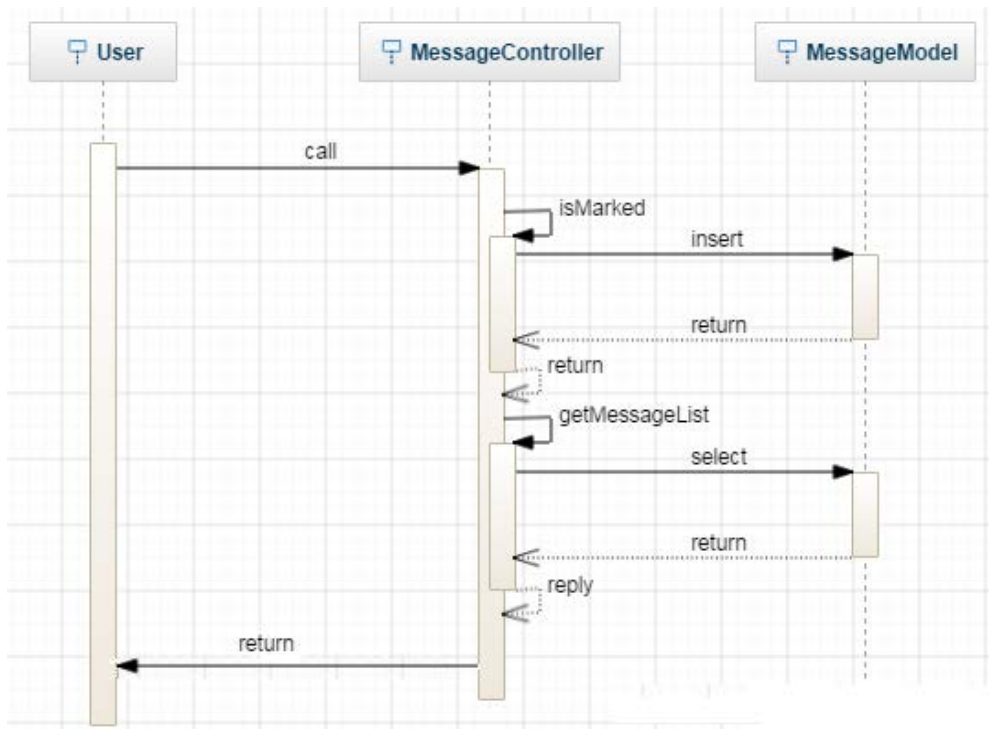 User
MessageController
MessageModel
call
isMarked
insert
return
return
getMessageList
select
return
reply
return